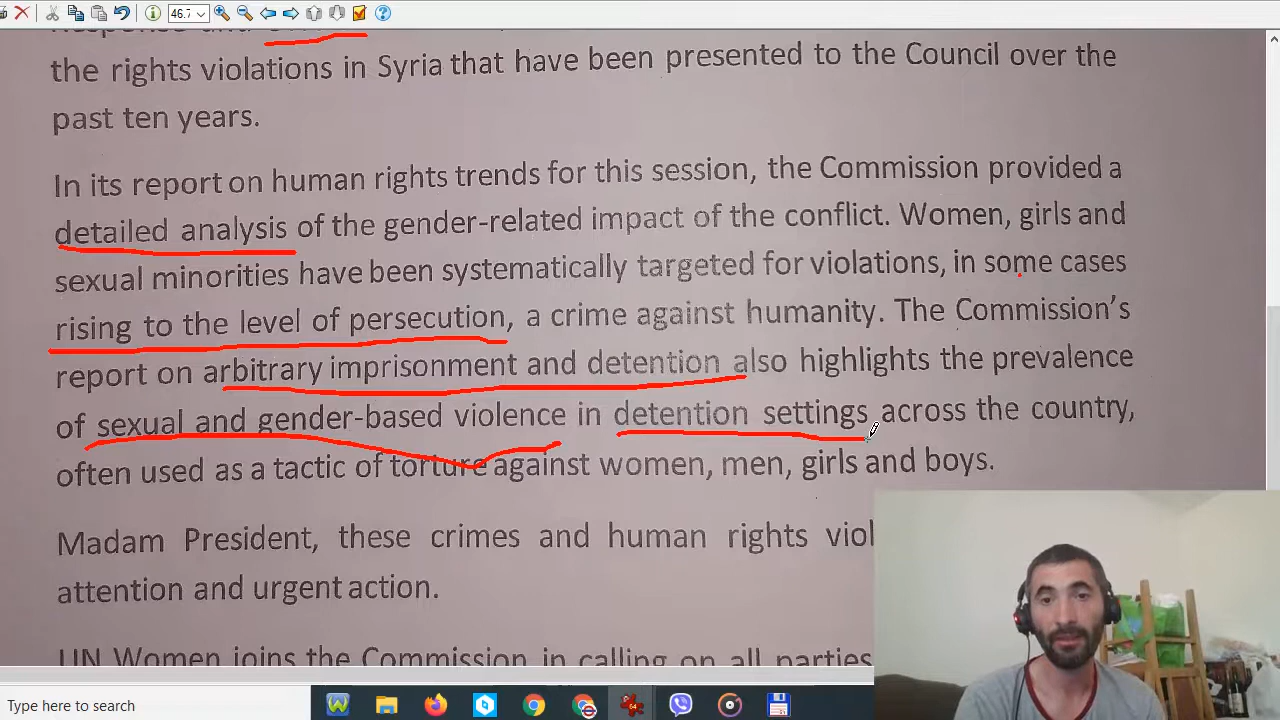 46.7
the rights violations in Syria that have been presented to the Council over the
past ten years.
In its report on human rights trends for this session, the Commission provided a
detailed analysis of the gender-related impact of the conflict. Women, girls and
sexual minorities have been systematically targeted for violations, in some cases
rising to the level of persecution, a crime against humanity. The Commission's
report on arbitrary imprisonment and detention also highlights the prevalence
of sexual and gender-based violence in detention settings across the country,
often used as a tactic of torture against women, men, girls and boys.
Madam President, these crimes and human rights viol
attention and urgent action.
UN Women joins the Commission in calling on all parties
Type here to search
64